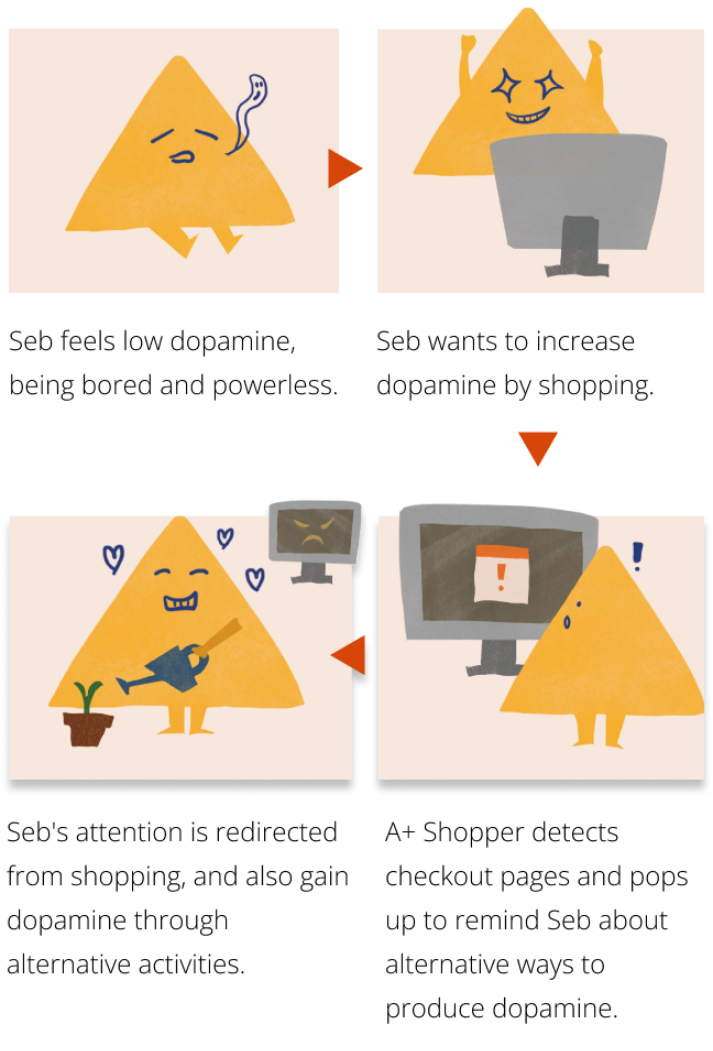 Seb feels low dopamine,
being bored and powerless.
Seb wants to increase
dopamine by shopping.
A+ Shopper detects
checkout pages and pops
up to remind Seb about
alternative ways to
produce dopamine.
Seb's attention is redirected
from shopping, and also gain
dopamine through
alternative activities.